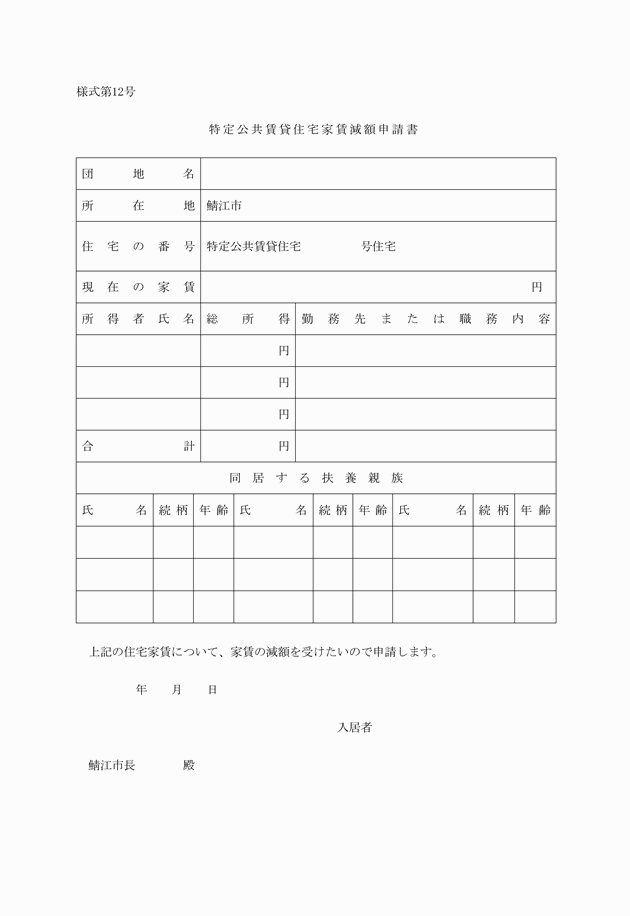 様式第12号
特定公共賃貸住宅家賃減額申請書
団地名
所在地 鯖江市
住宅の番号 特定公共賃貸住宅 号住宅
現在の家賃 円
所得者氏名 総所得 勤務先または職務内容
円
円
円
合計 円
同居する扶養親族
氏名 続柄 年齢 氏名 続柄 年齢 氏名 続柄 年齢
上記の住宅家賃について、家賃の減額を受けたいので申請します。
年 月 日
入居者
鯖江市長 殿